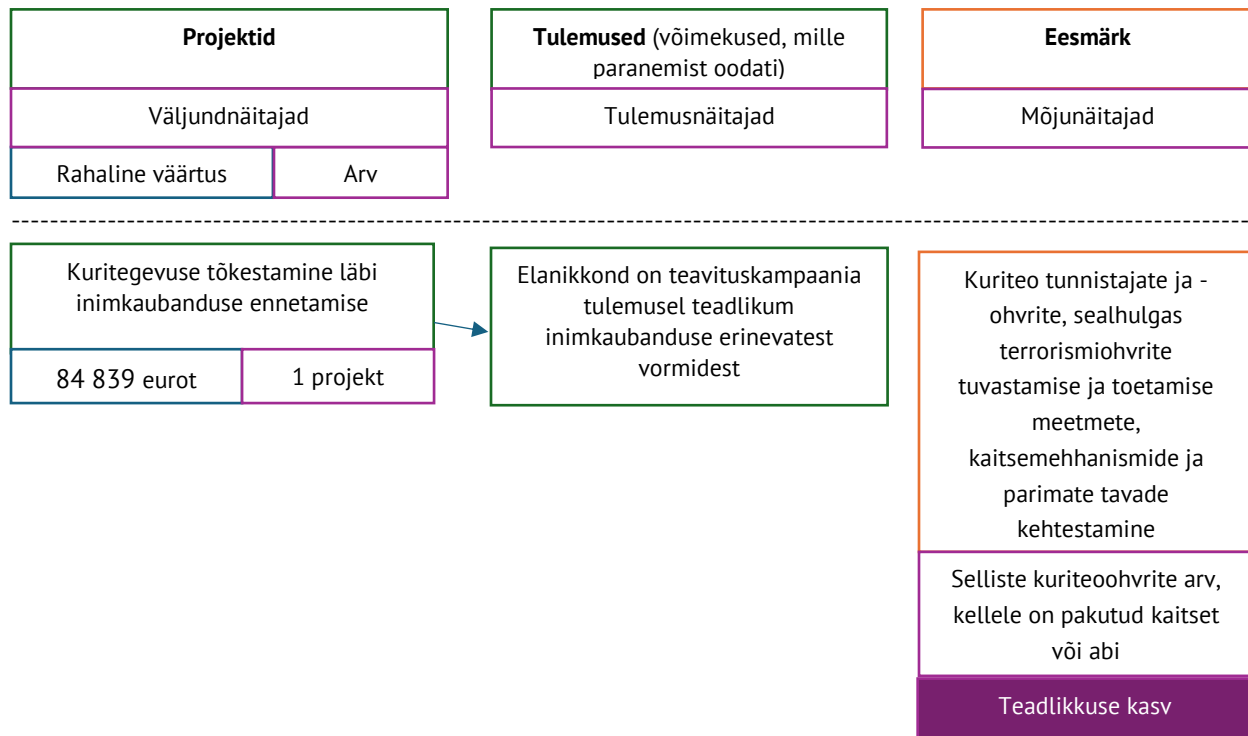 Projektid
Väljundnäitajad
Rahaline väärtus
Arv
Tulemused (võimekused, mille
paranemist oodati)
Tulemusnäitajad
Eesmärk
Mõjunäitajad
Kuritegevuse tõkestamine läbi
inimkaubanduse ennetamise
84 839 eurot
1 projekt
Elanikkond on teavituskampaania
tulemusel teadlikum
inimkaubanduse erinevatest
vormidest
Kuriteo tunnistajate ja -
ohvrite, sealhulgas
terrorismiohvrite
tuvastamise ja toetamise
meetmete,
kaitsemehhanismide ja
parimate tavade
kehtestamine
Selliste kuriteoohvrite arv,
kellele on pakutud kaitset
või abi
Teadlikkuse kasv